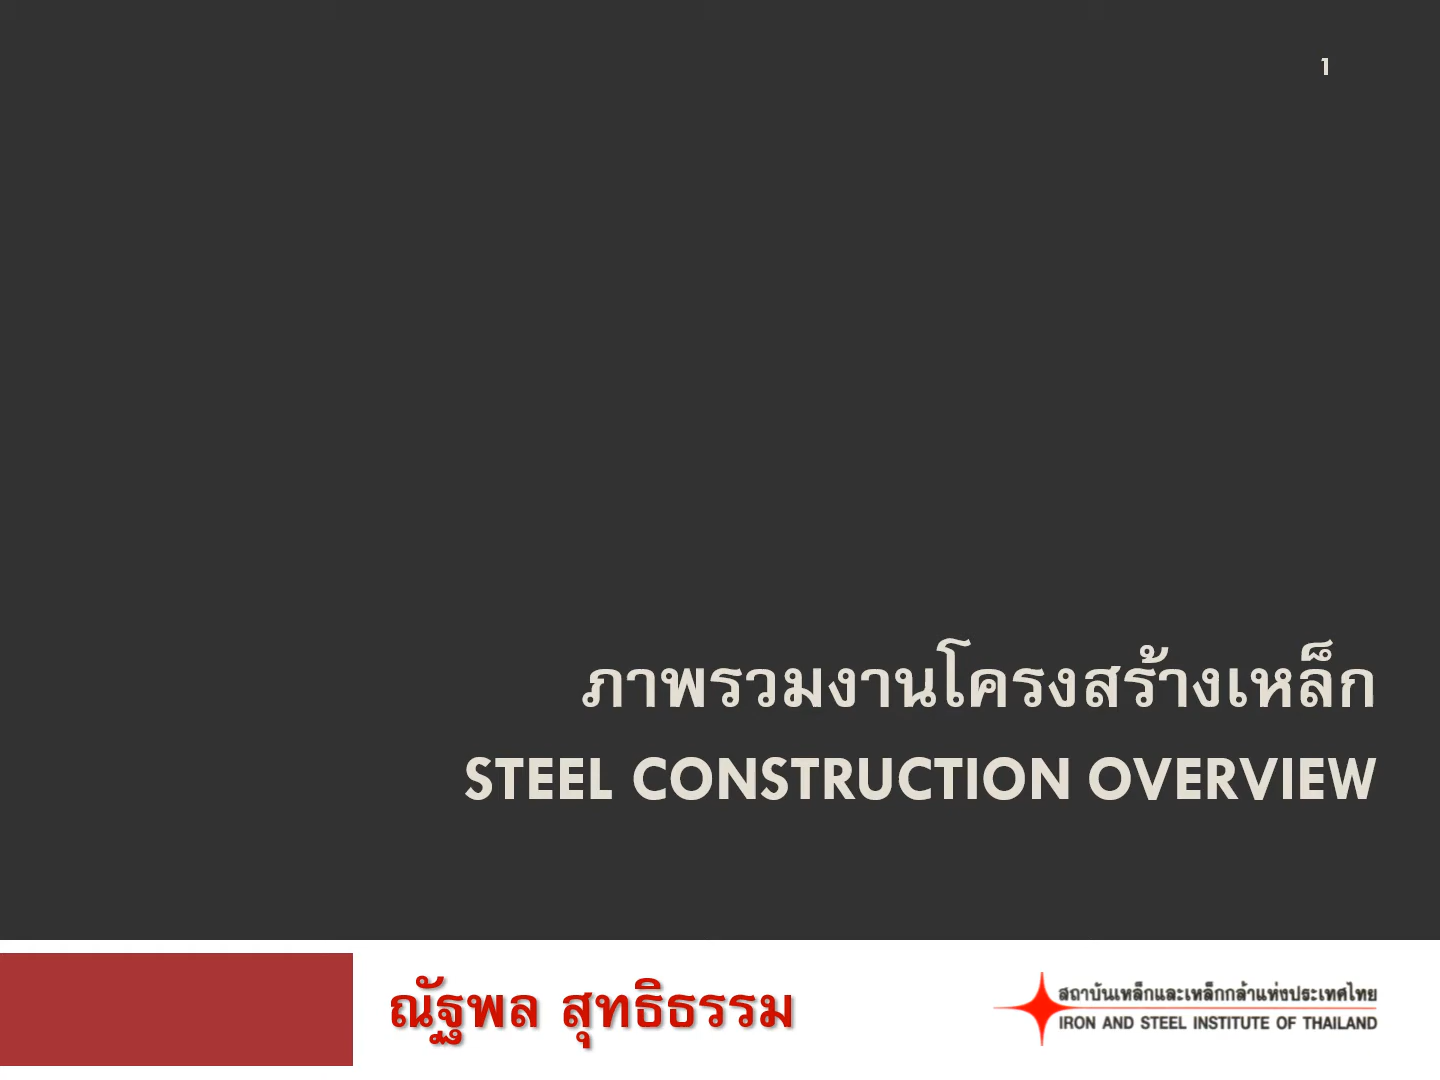 1
ภาพรวมงานโครงสร้างเหล็ก
STEEL CONSTRUCTION OVERVIEW
ณัฐพล สุทธิธรรม
สถาบันเหล็กและเหล็กกล้าแห่งประเทศไทย
IRON AND STEEL INSTITUTE OF THAILAND